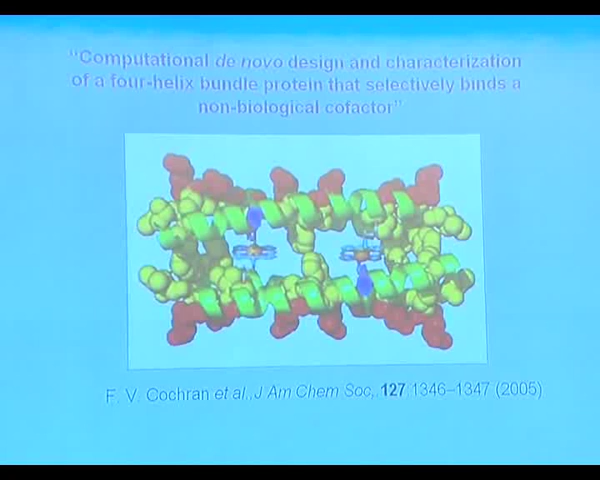 "Computational de novo design and characterization
of a four-helix bundle protein that selectively binds a
non-biological cofactor"
F. V. Cochran et al., J Am Chem Soc, 127 1346–1347 (2005)